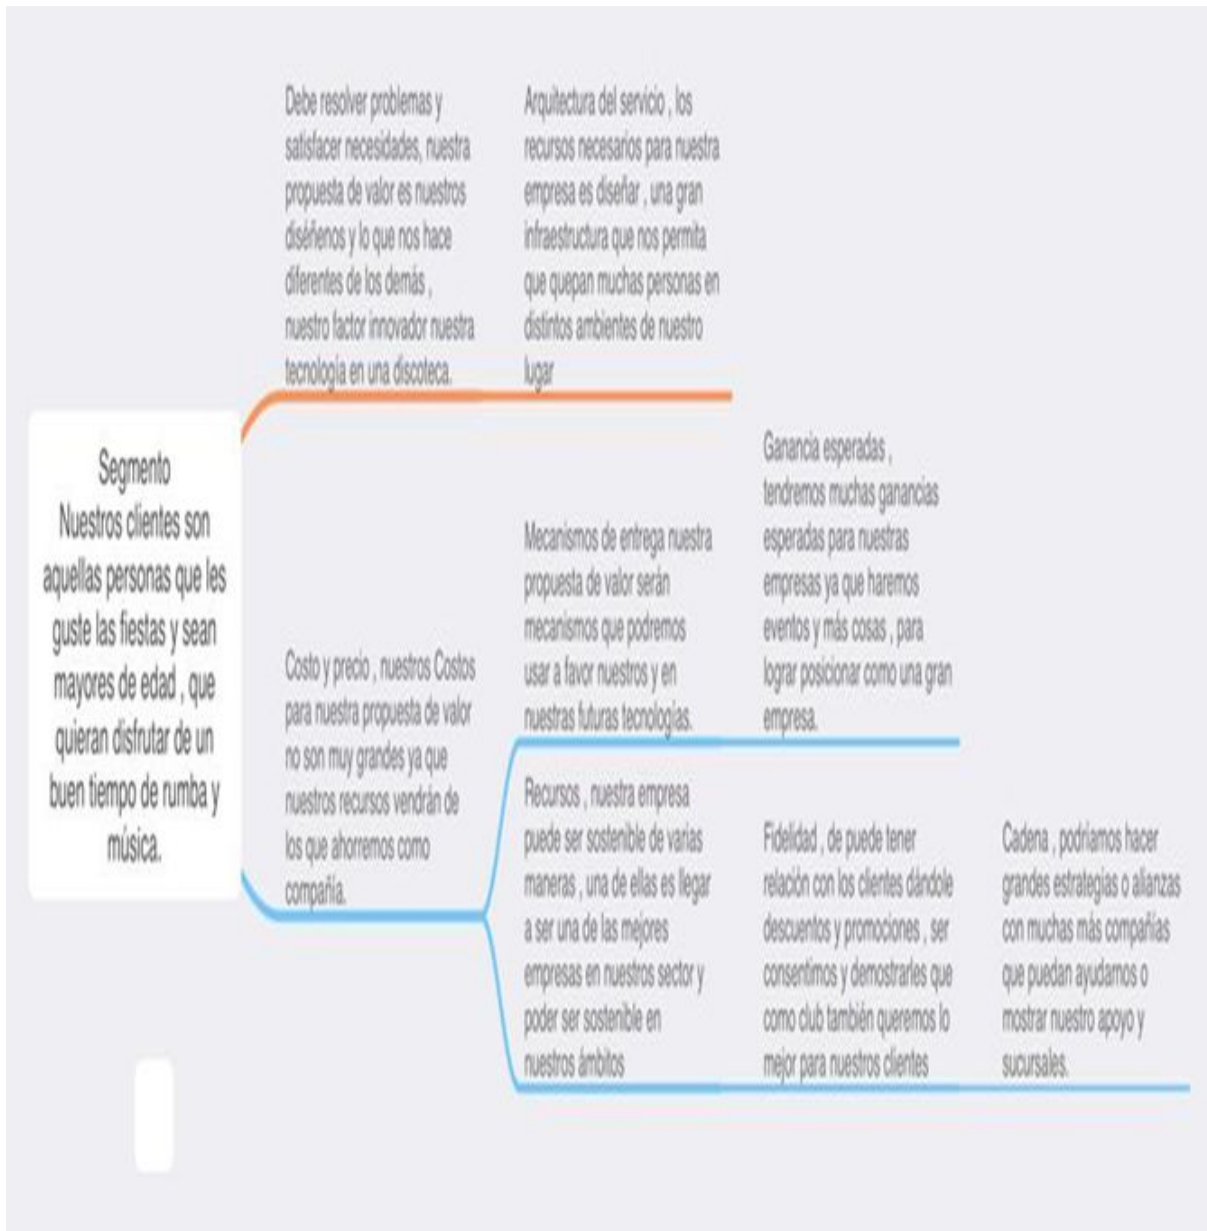 Segmento
Nuestros clientes son
aquellas personas que les
guste las fiestas y sean
mayores de edad , que
quieran disfrutar de un
buen tiempo de rumba y
música.
Debe resolver problemas y
satisfacer necesidades, nuestra
propuesta de valor es nuestros
diséñenos y lo que nos hace
diferentes de los demás ,
nuestro factor innovador nuestra
tecnología en una discoteca.
Arquitectura del servicio , los
recursos necesarios para nuestra
empresa es diseñar , una gran
infraestructura que nos permita
que quepan muchas personas en
distintos ambientes de nuestro
lugar
Costo y precio , nuestros Costos
para nuestra propuesta de valor
no son muy grandes ya que
nuestros recursos vendrán de
los que ahorremos como
compañía.
Mecanismos de entrega nuestra
propuesta de valor serán
mecanismos que podremos
usar a favor nuestros y en
nuestras futuras tecnologías.
Ganancia esperadas ,
tendremos muchas ganancias
esperadas para nuestras
empresas ya que haremos
eventos y más cosas , para
lograr posicionar como una gran
empresa.
Recursos , nuestra empresa
puede ser sostenible de varias
maneras , una de ellas es llegar
a ser una de las mejores
empresas en nuestros sector y
poder ser sostenible en
nuestros ámbitos
Fidelidad , de puede tener
relación con los clientes dándole
descuentos y promociones , ser
consentimos y demostrarles que
como club también queremos lo
mejor para nuestros clientes
Cadena , podríamos hacer
grandes estrategias o alianzas
con muchas más compañías
que puedan ayudarnos o
mostrar nuestro apoyo y
sucursales.